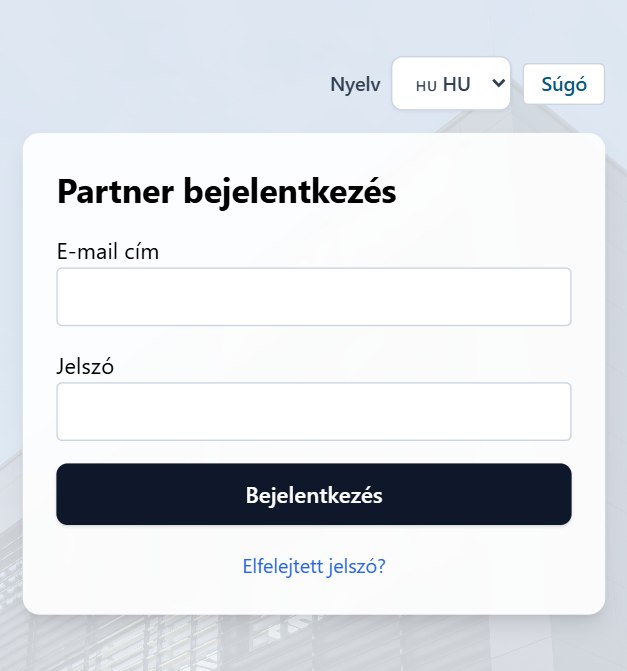 Nyelv HU HU Súgó
Partner bejelentkezés
E-mail cím
Jelszó
Bejelentkezés
Elfelejtett jelszó?